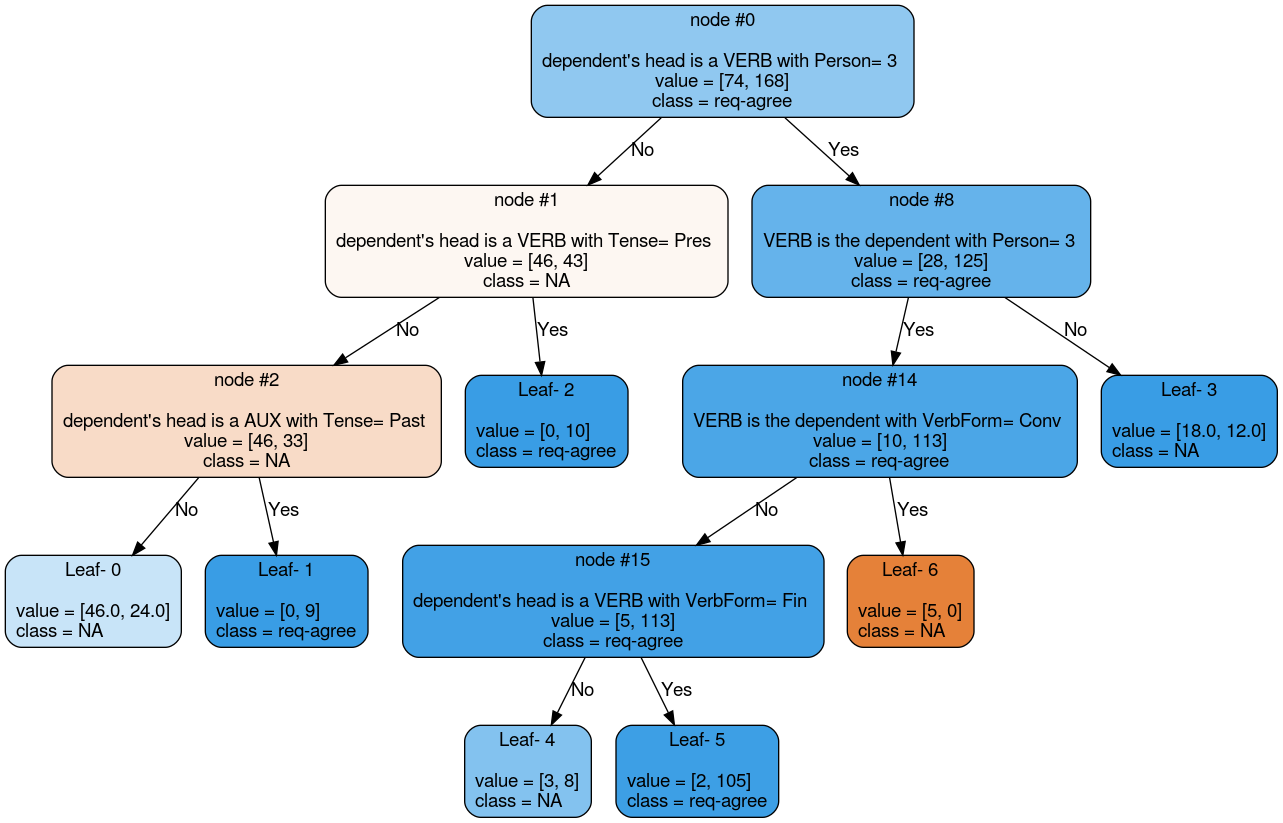 node #0
dependent's head is a VERB with Person= 3
value = [74, 168]
class = req-agree
No
Yes
node #1
dependent's head is a VERB with Tense= Pres
value = [46, 43]
class = NA
node #8
VERB is the dependent with Person= 3
value = [28, 125]
class = req-agree
No
Yes
Yes
No
node #2
dependent's head is a AUX with Tense= Past
value = [46, 33]
class = NA
Leaf- 2
value = [0, 10]
class = req-agree
node #14
VERB is the dependent with VerbForm= Conv
value = [10, 113]
class = req-agree
Leaf- 3
value = [18.0, 12.0]
class = NA
No
Yes
No
Yes
Leaf- 0
value = [46.0, 24.0]
class = NA
Leaf- 1
value = [0, 9]
class = req-agree
node #15
dependent's head is a VERB with VerbForm= Fin
value = [5, 113]
class = req-agree
Leaf- 6
value = [5, 0]
class = NA
No
Yes
Leaf- 4
value = [3, 8]
class = NA
Leaf- 5
value = [2, 105]
class = req-agree